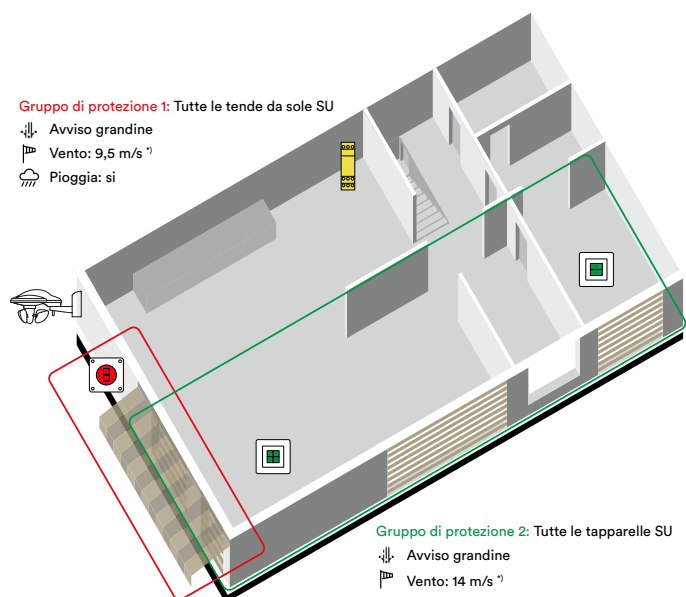 Gruppo di protezione 1: Tutte le tende da sole SU
Avviso grandine
Vento: 9,5 m/s *)
Pioggia: si
Gruppo di protezione 2: Tutte le tapparelle SU
Avviso grandine
Vento: 14 m/s *)